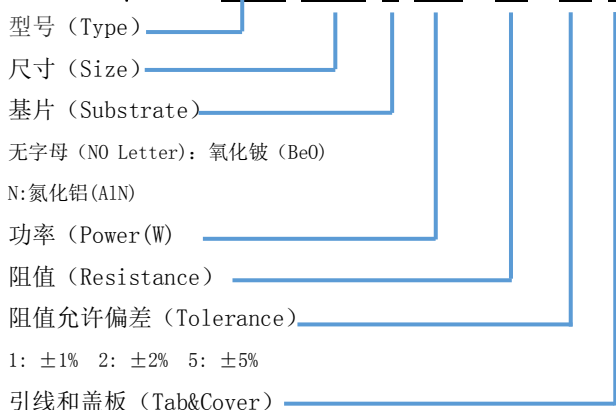 型号（Type）
尺寸（Size）
基片（Substrate）
无字母（NO Letter): 氧化铍（BeO)
N:氮化铝(AlN)
功率（Power(W)
阻值（Resistance）
阻值允许偏差（Tolerance）
1: ±1% 2: ±2% 5: ±5%
引线和盖板（Tab&Cover）